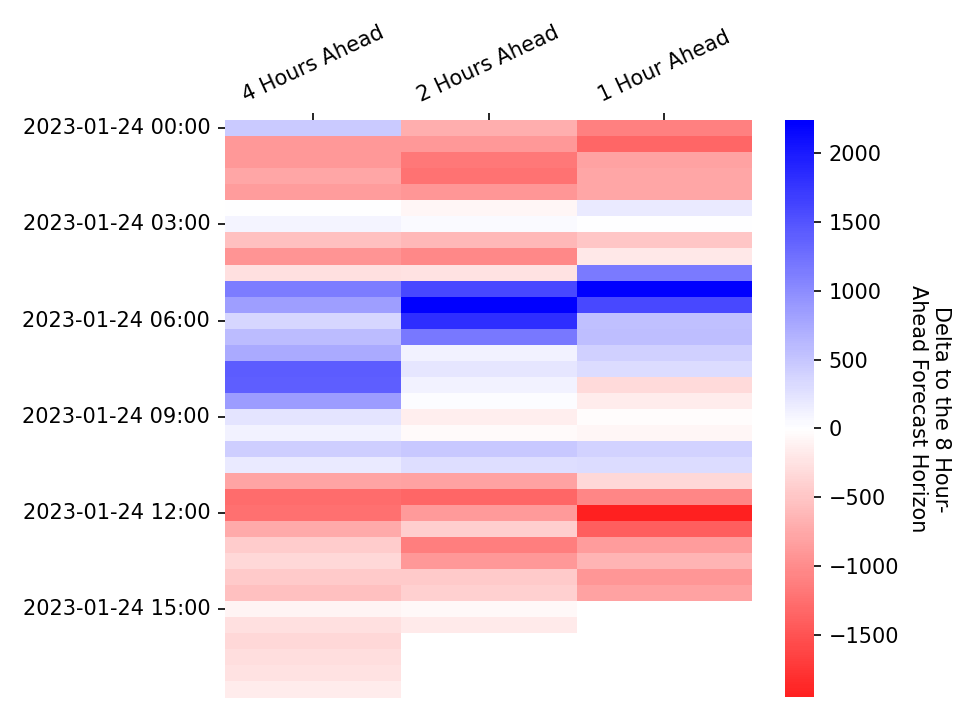 4 Hours Ahead
2 Hours Ahead
1 Hour Ahead
2023-01-24 00:00
2023-01-24 03:00
2023-01-24 06:00
2023-01-24 09:00
2023-01-24 12:00
2023-01-24 15:00
2000
1500
1000
500
0
−500
−1000
−1500
Delta to the 8 Hour-
Ahead Forecast Horizon